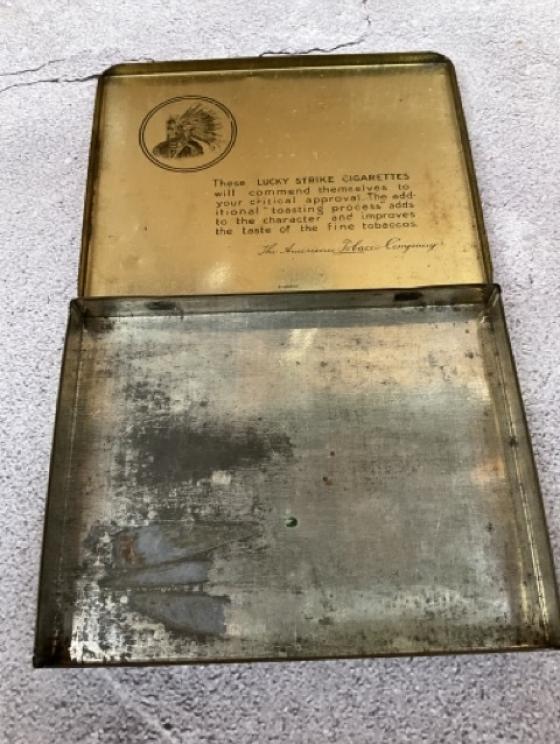 These LUCKY STRIKE CIGARETTES
will commend themselves to
your critical approval. The add-
itional "toasting process" adds
to the character and improves
the taste of the fine tobaccos.
The American Tobacco Company